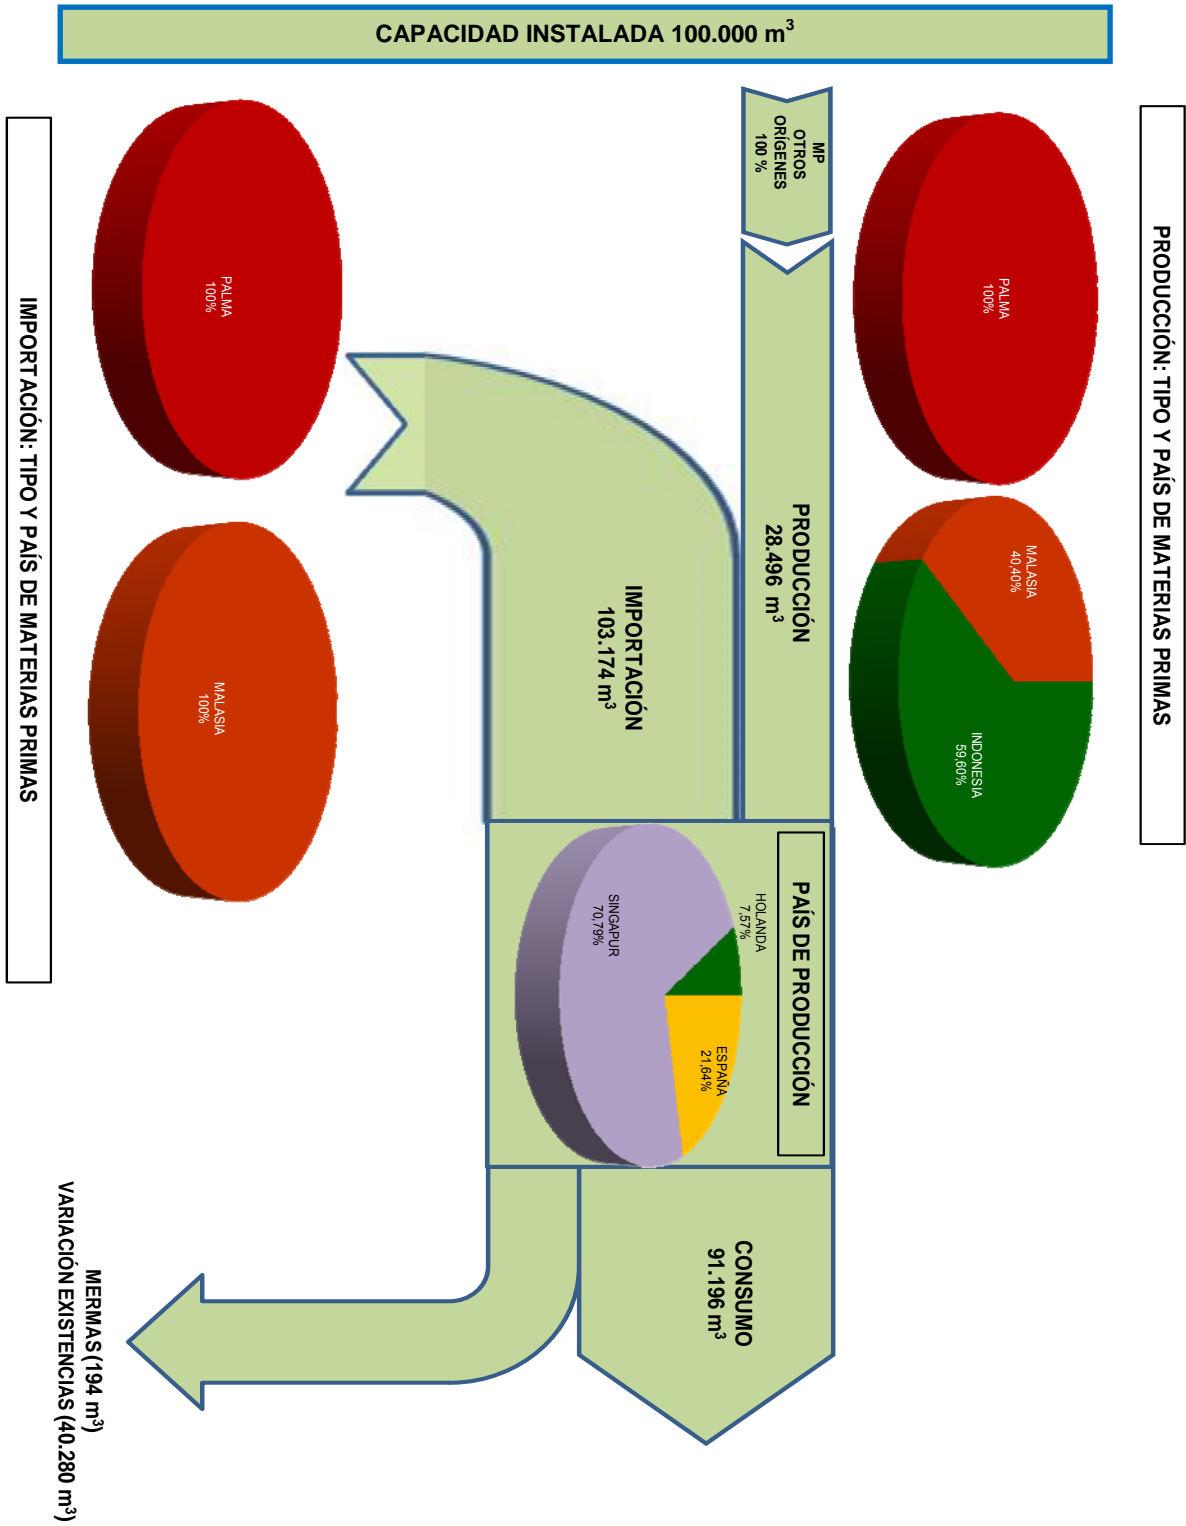 CAPACIDAD INSTALADA 100.000 m³
PRODUCCIÓN: TIPO Y PAÍS DE MATERIAS PRIMAS
PALMA
100%
MALASIA
40,40%
INDONESIA
59,60%
MP
OTROS
ORÍGENES
100 %
PRODUCCIÓN
28.496 m³
IMPORTACIÓN
103.174 m³
PAÍS DE PRODUCCIÓN
HOLANDA
7,57%
ESPAÑA
21,64%
SINGAPUR
70,79%
CONSUMO
91.196 m³
MERMAS (194 m³)
VARIACIÓN EXISTENCIAS (40.280 m³)
PALMA
100%
MALASIA
100%
IMPORTACIÓN: TIPO Y PAÍS DE MATERIAS PRIMAS